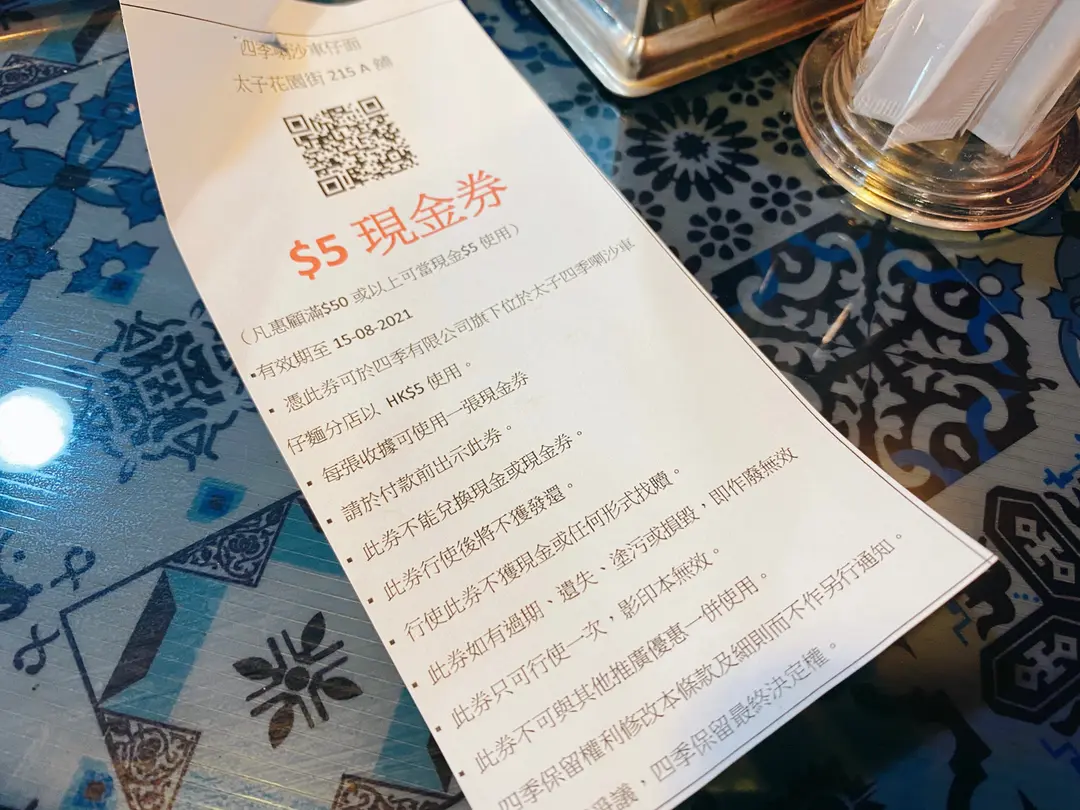 四季喇沙車仔面
太子花園街 215 A 舖
$5 現金券
（凡惠顧滿$50 或以上可當現金$5 使用）
▪有效期至 15-08-2021
▪ 憑此券可於四季有限公司旗下位於太子四季喇沙車
仔麵分店以 HK$5 使用。
▪ 每張收據可使用一張現金券
▪ 請於付款前出示此券。
▪ 此券不能兌換現金或現金券。
▪ 此券行使後將不獲發還。
▪ 行使此券不獲現金或任何形式找贖。
▪ 此券如有過期、遺失、塗污或損毀，即作廢無效
▪ 此券只可行使一次，影印本無效。
▪ 此券不可與其他推廣優惠一併使用。
▪ 四季保留權利修改本條款及細則而不作另行通知。
議，四季保留最終決定權。